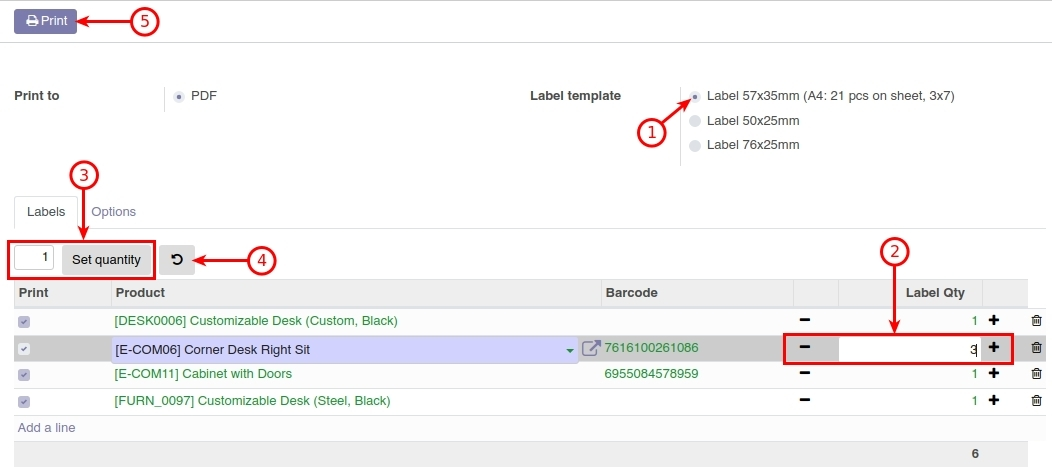 Print 5
Print to PDF Label template Label 57x35mm (A4: 21 pcs on sheet, 3x7)
1 Label 50x25mm
Label 76x25mm
3
Labels Options
1 Set quantity 4 2
Print Product Barcode Label Qty
[DESK0006] Customizable Desk (Custom, Black) 1
[E-COM06] Corner Desk Right Sit 7616100261086 3
[E-COM11] Cabinet with Doors 6955084578959 1
[FURN_0097] Customizable Desk (Steel, Black) 1
Add a line
6